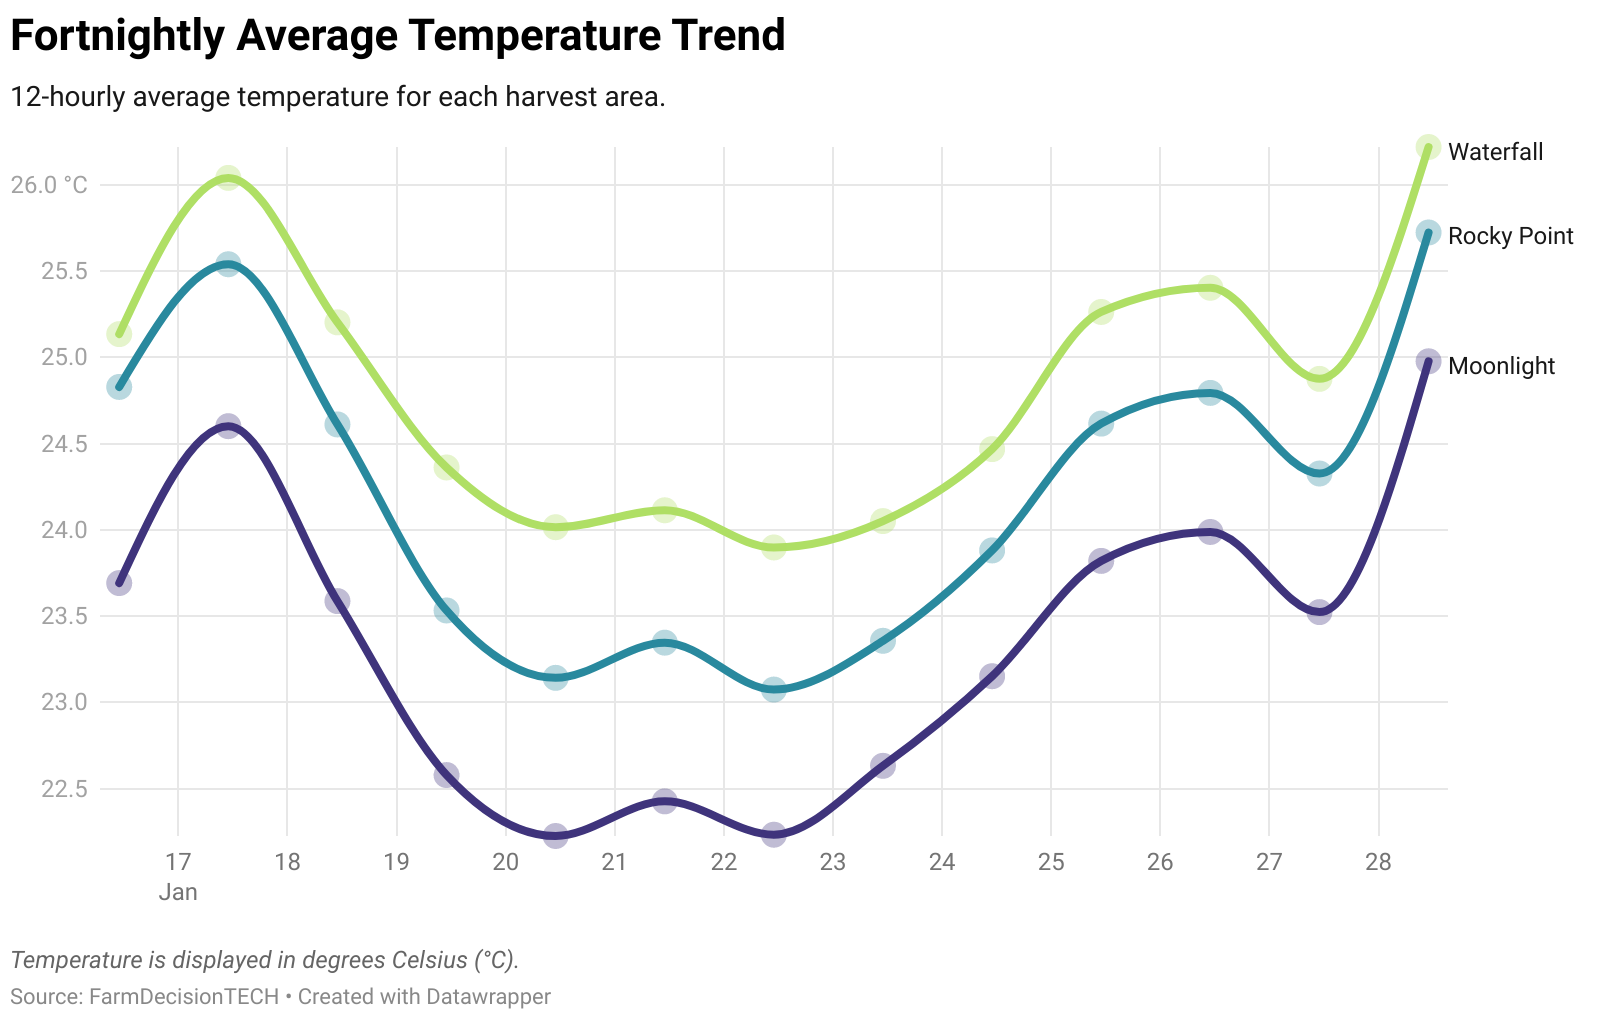 Fortnightly Average Temperature Trend
12-hourly average temperature for each harvest area.
Waterfall
26.0 °C
Rocky Point
25.5
25.0
Moonlight
24.5
24.0
23.5
23.0
22.5
17 18 19 20 21 22 23 24 25 26 27 28
Jan
Temperature is displayed in degrees Celsius (°C).
Source: FarmDecisionTECH • Created with Datawrapper